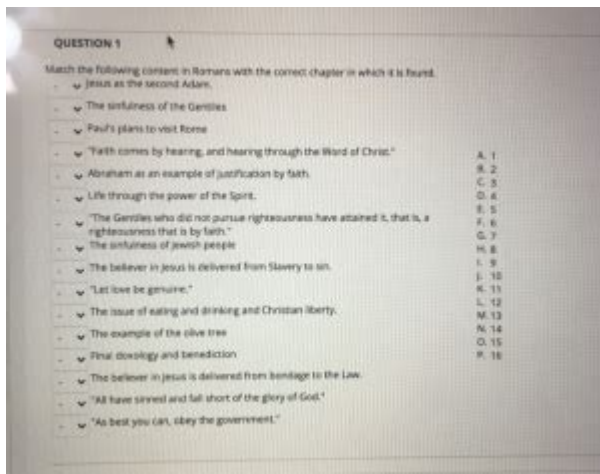 QUESTION 1
Match the following content in Romans with the correct chapter in which it is found.
Jesus as the second Adam.
The sinfulness of the Gentiles
Paul's plans to visit Rome
"Faith comes by hearing, and hearing through the Word of Christ."
A. 1
Abraham as an example of justification by faith.
B. 2
C. 3
Life through the power of the Spirit.
D. 4
E. 5
"The Gentiles who did not pursue righteousness have attained it, that is, a
F. 6
righteousness that is by faith."
G. 7
The sinfulness of Jewish people
H. 8
The believer in Jesus is delivered from Slavery to sin.
I. 9
J. 10
"Let love be genuine."
K. 11
L. 12
The issue of eating and drinking and Christian liberty.
M. 13
The example of the olive tree
N. 14
O. 15
Final doxology and benediction
P. 16
The believer in Jesus is delivered from bondage to the Law.
"All have sinned and fall short of the glory of God."
"As best you can, obey the government."